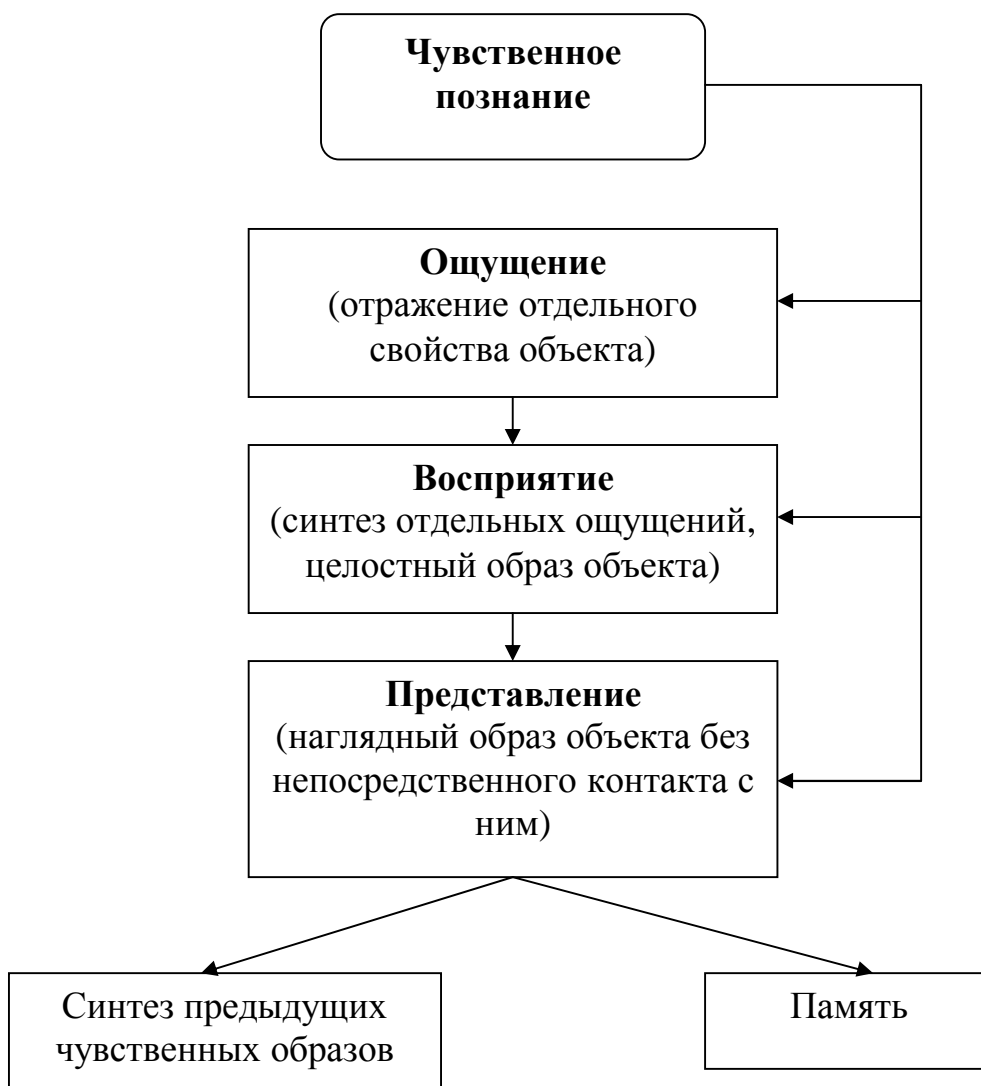 Чувственное
познание
Ощущение
(отражение отдельного
свойства объекта)
Восприятие
(синтез отдельных ощущений,
целостный образ объекта)
Представление
(наглядный образ объекта без
непосредственного контакта с
ним)
Синтез предыдущих
чувственных образов
Память